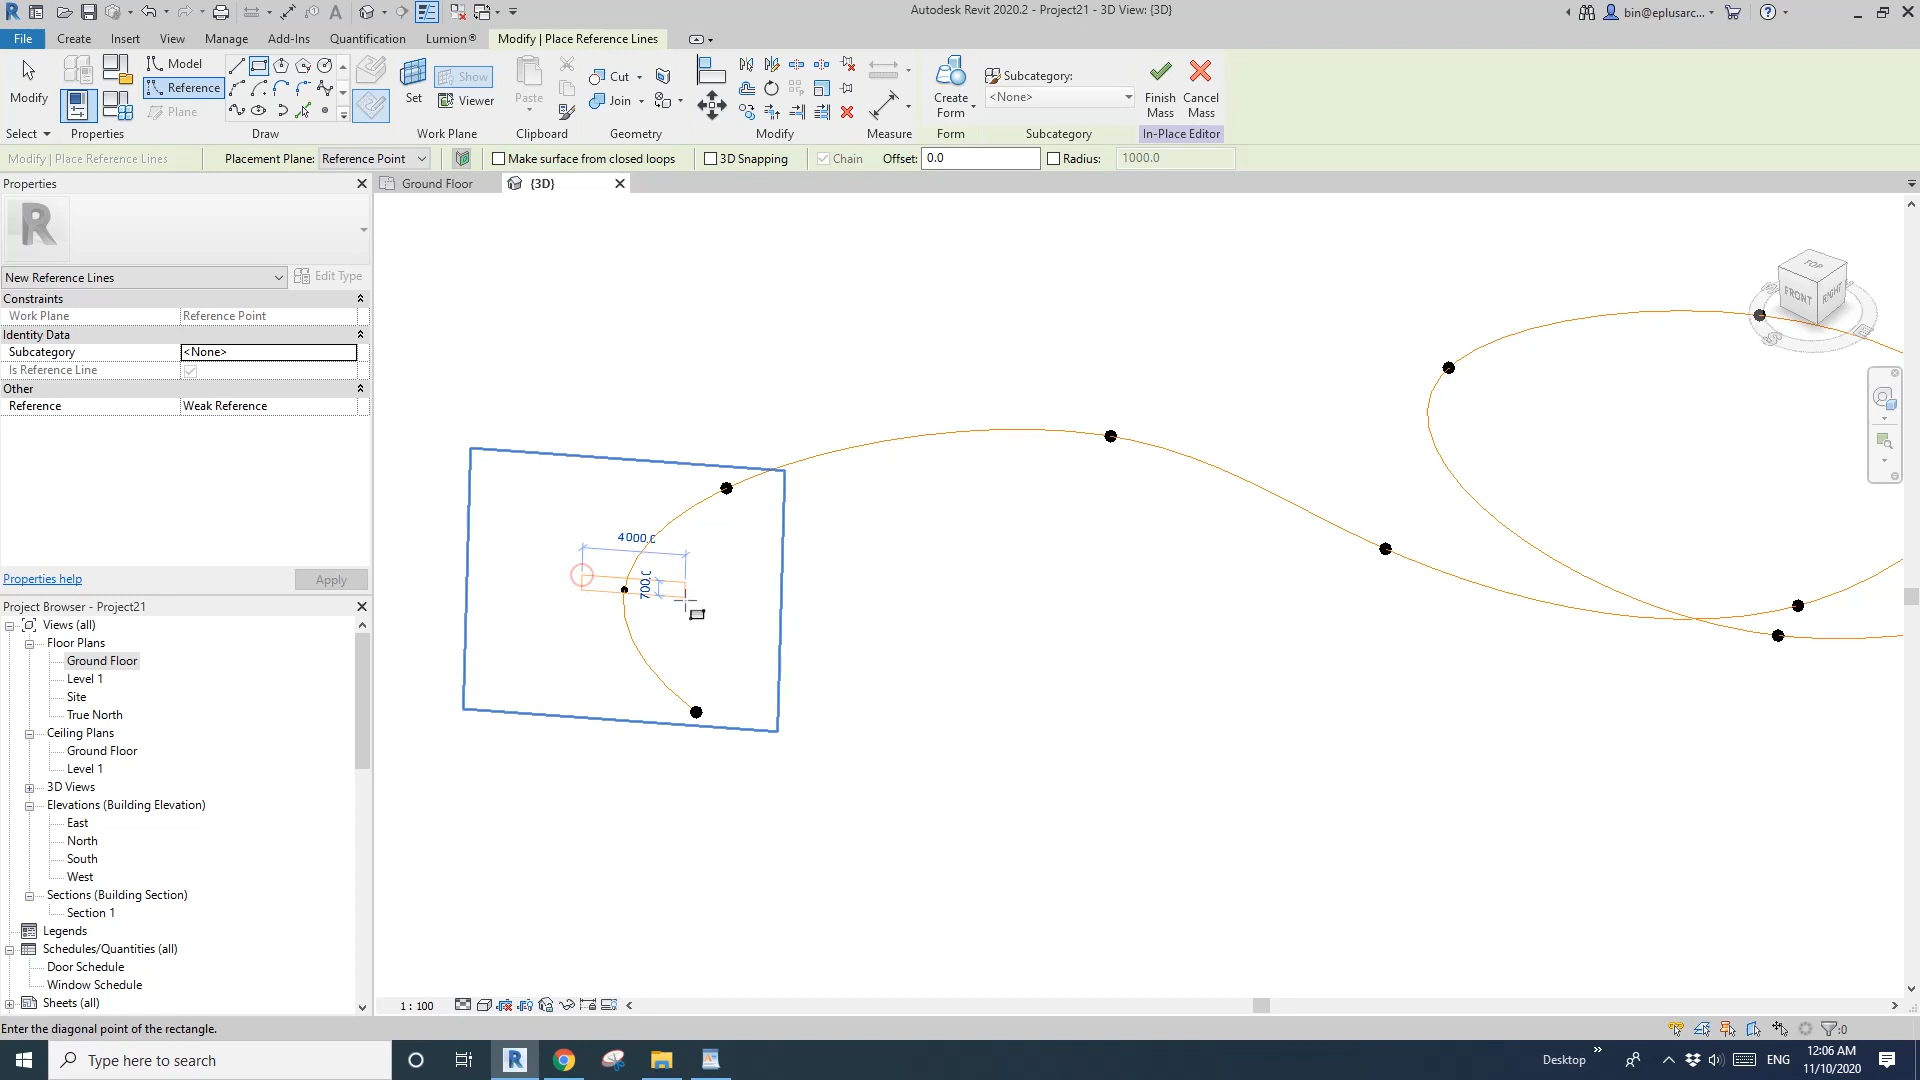 Autodesk Revit 2020.2 - Project21 - 3D View: {3D}
bin@eplusarc...
File
Create
Insert
View
Manage
Add-Ins
Quantification
Lumion®
Modify | Place Reference Lines
Modify
Model
Reference
Plane
Set
Show
Viewer
Paste
Cut
Join
Create Form
Subcategory:
<None>
Finish Mass
Cancel Mass
Select
Properties
Draw
Work Plane
Clipboard
Geometry
Modify
Measure
Form
Subcategory
In-Place Editor
Modify | Place Reference Lines
Placement Plane:
Reference Point
Make surface from closed loops
3D Snapping
Chain
Offset:
0.0
Radius:
1000.0
Properties
Ground Floor
{3D}
New Reference Lines
Edit Type
Constraints
Work Plane
Reference Point
Identity Data
Subcategory
<None>
Is Reference Line
Other
Reference
Weak Reference
Properties help
Apply
TOP
FRONT
RIGHT
4000.0
700.0
Project Browser - Project21
Views (all)
Floor Plans
Ground Floor
Level 1
Site
True North
Ceiling Plans
Ground Floor
Level 1
3D Views
Elevations (Building Elevation)
East
North
South
West
Sections (Building Section)
Section 1
Legends
Schedules/Quantities (all)
Door Schedule
Window Schedule
Sheets (all)
1 : 100
Enter the diagonal point of the rectangle.
:0
Type here to search
Desktop
ENG
12:06 AM
11/10/2020